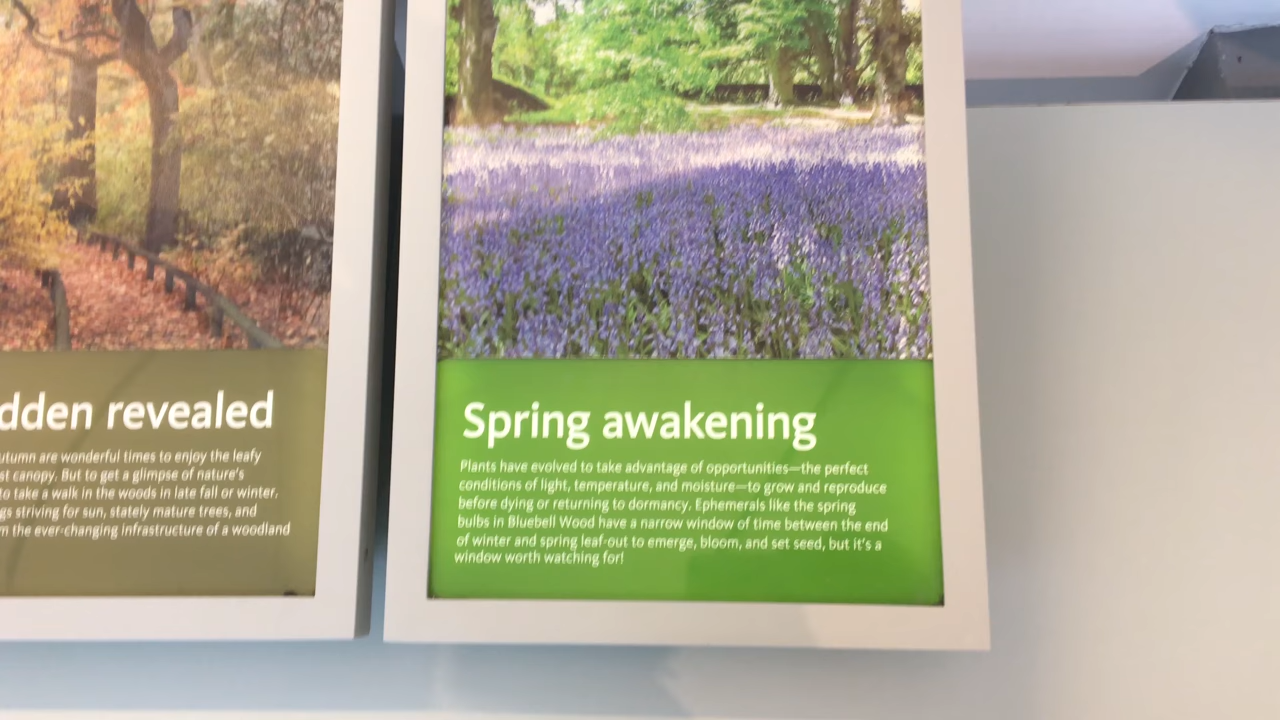 dden revealed
utumn are wonderful times to enjoy the leafy
st canopy. But to get a glimpse of nature's
to take a walk in the woods in late fall or winter.
gs striving for sun, stately mature trees, and
m the ever-changing infrastructure of a woodland
Spring awakening
Plants have evolved to take advantage of opportunities—the perfect
conditions of light, temperature, and moisture—to grow and reproduce
before dying or returning to dormancy. Ephemerals like the spring
bulbs in Bluebell Wood have a narrow window of time between the end
of winter and spring leaf-out to emerge, bloom, and set seed, but it's a
window worth watching for!